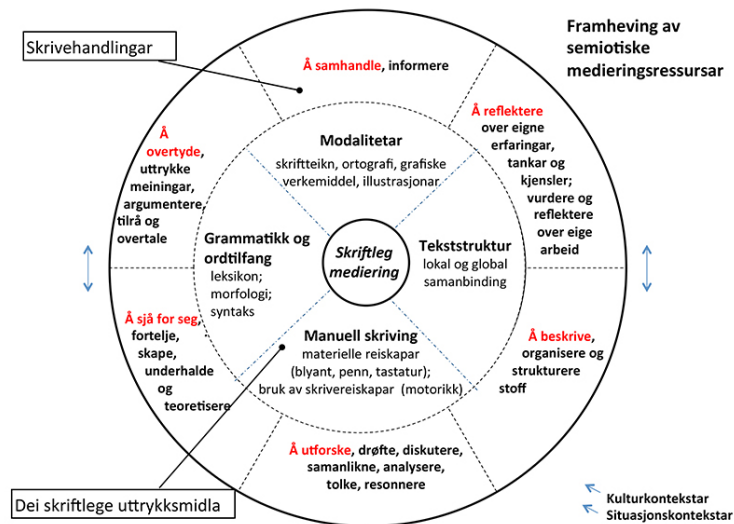 Framheving av
semiotiske
medieringsressursar
Skrivehandlingar
Å samhandle, informere
Å reflektere
over eigne
erfaringar,
tankar og
kjensler;
vurdere og
reflektere
over eige
arbeid
Å
overtyde,
uttrykke
meiningar,
argumentere,
tilrå og
overtale
Modalitetar
skriftteikn, ortografi, grafiske
verkemiddel, illustrasjonar
Grammatikk og
ordtilfang
leksikon;
morfologi;
syntaks
Skriftleg
mediering
Tekststruktur
lokal og global
samanbinding
Å sjå for seg,
fortelje,
skape,
underhalde
og
teoretisere
Manuell skriving
materielle reiskapar
(blyant, penn, tastatur);
bruk av skrivereiskapar (motorikk)
Å beskrive,
organisere og
strukturere
stoff
Å utforske, drøfte, diskutere,
samanlikne, analysere,
tolke, resonnere
Dei skriftlege uttrykksmidla
Kulturkontekstar
Situasjonskontekstar